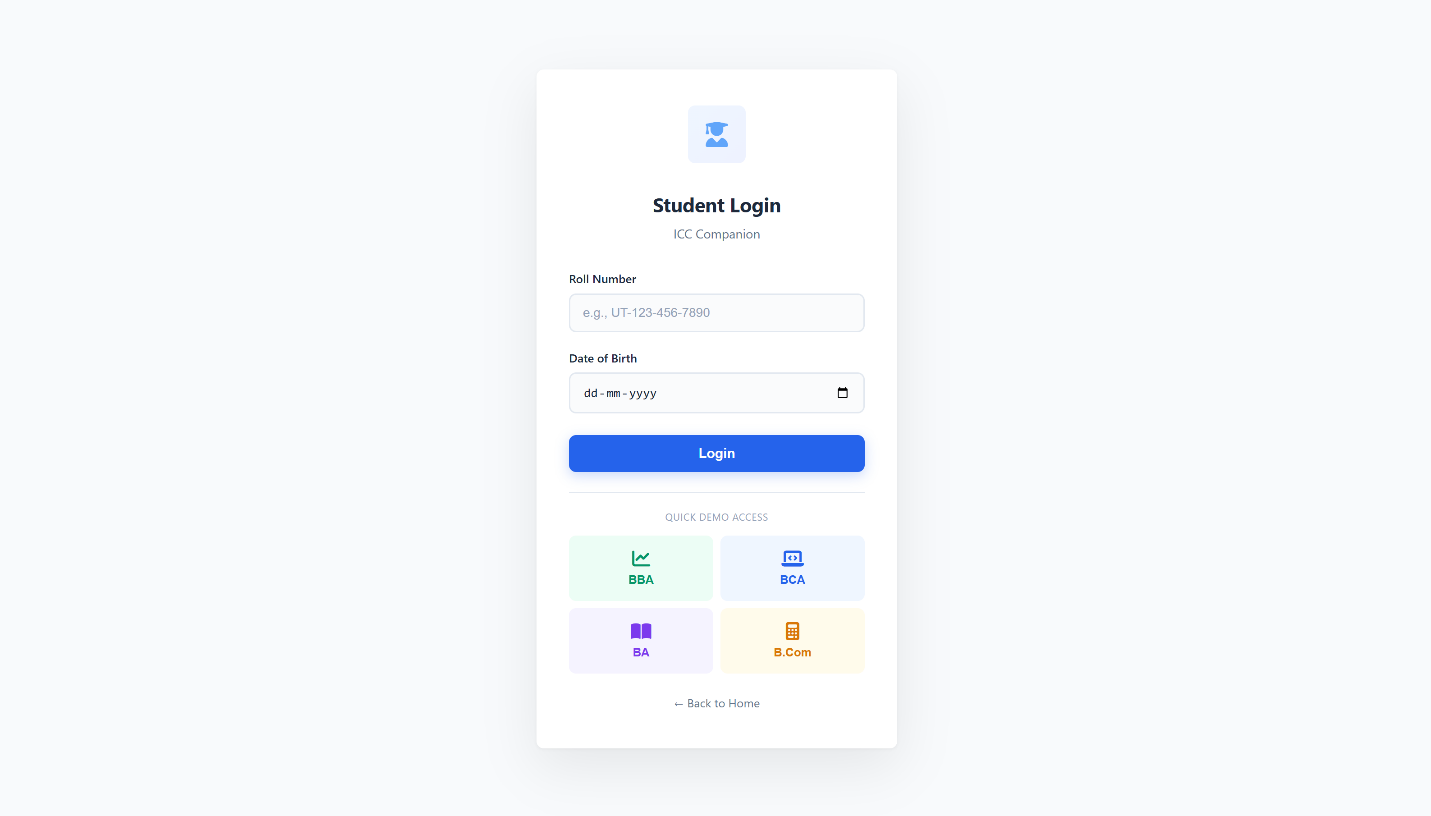 Student Login
ICC Companion
Roll Number
e.g., UT-123-456-7890
Date of Birth
dd-mm-yyyy
Login
QUICK DEMO ACCESS
BBA
BCA
BA
B.Com
← Back to Home